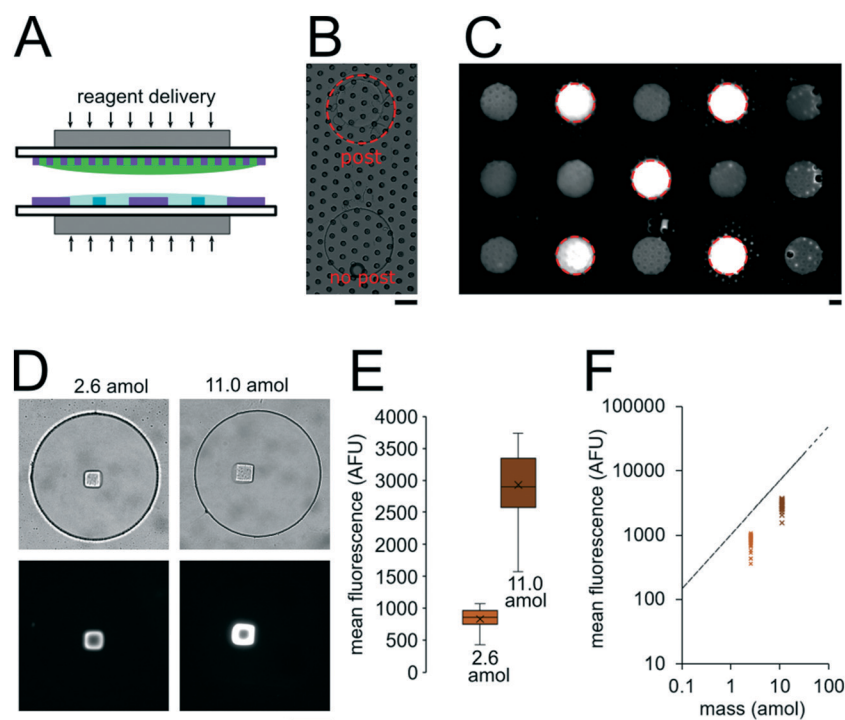 A
reagent delivery
B
post
no post
C
D
2.6 amol
11.0 amol
E
mean fluorescence (AFU)
4000
3500
3000
2500
2000
1500
1000
500
0
11.0
amol
2.6
amol
F
mean fluorescence (AFU)
100000
10000
1000
100
10
0.1
1
10
100
mass (amol)